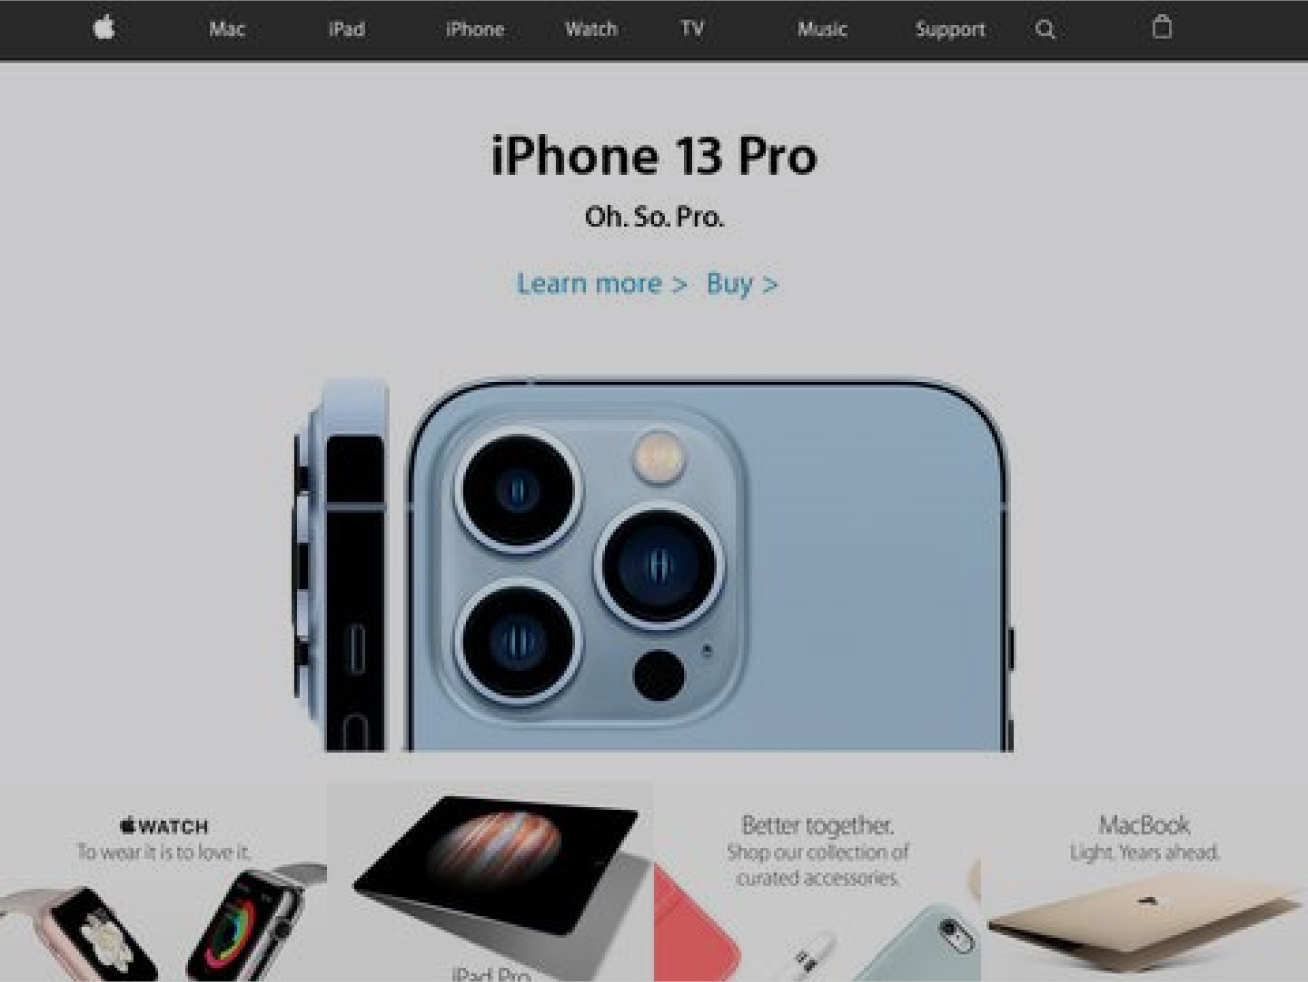 Mac iPad iPhone Watch TV Music Support
iPhone 13 Pro
Oh. So. Pro.
Learn more > Buy >
WATCH
To wear it is to love it.
iPad Pro
Better together.
Shop our collection of
curated accessories.
MacBook
Light. Years ahead.